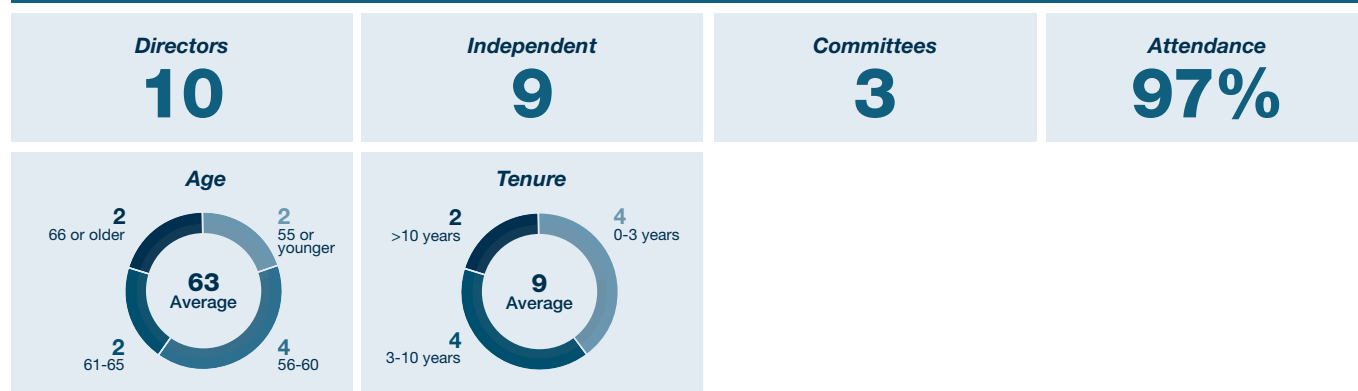 Directors
10
Independent
9
Committees
3
Attendance
97%
Age
2
66 or older
2
55 or
younger
63
Average
2
61-65
4
56-60
Tenure
2
>10 years
4
0-3 years
9
Average
4
3-10 years